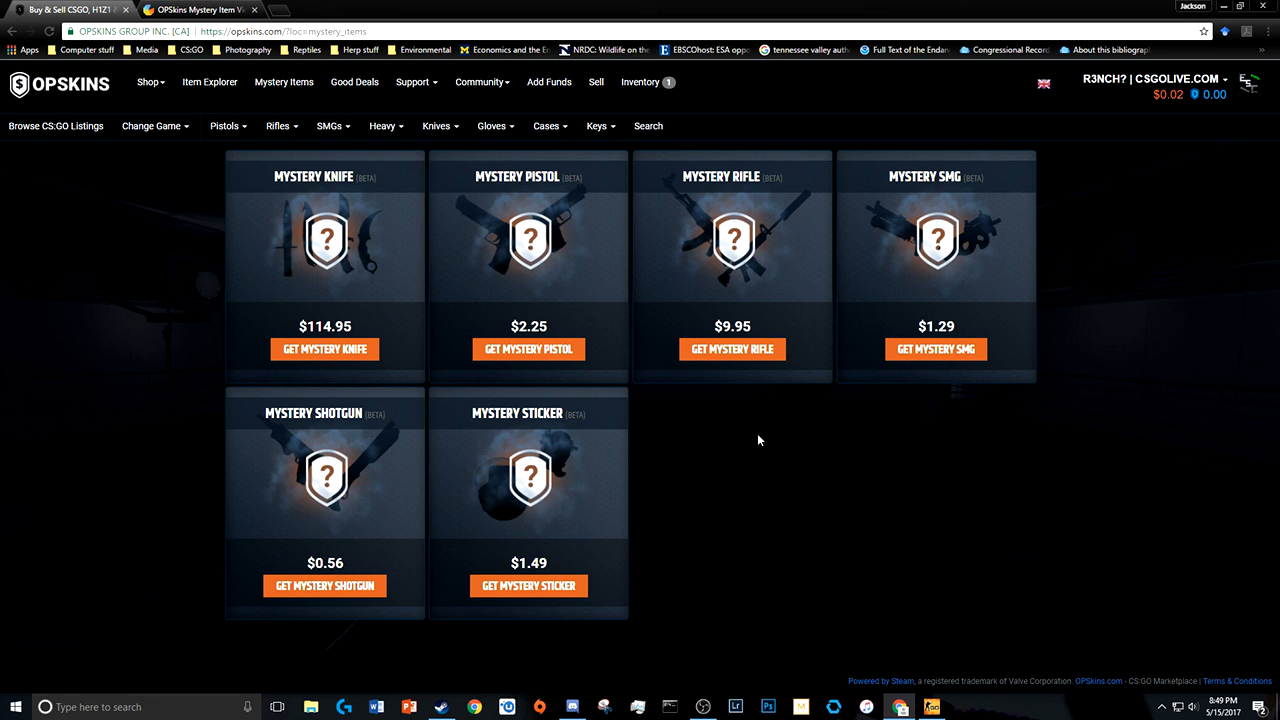 Buy & Sell CSGO, H1Z1 &
OPSkins Mystery Item Vi
Jackson
OPSKINS GROUP INC. [CA]
https://opskins.com/?loc=mystery_items
Apps
Computer stuff
Media
CS:GO
Photography
Reptiles
Herp stuff
Environmental
Economics and the En
NRDC: Wildlife on the
EBSCOhost: ESA oppo
tennessee valley auth
Full Text of the Endan
Congressional Record
About this bibliograp
OPSKINS
Shop
Item Explorer
Mystery Items
Good Deals
Support
Community
Add Funds
Sell
Inventory 1
R3NCH? | CSGOLIVE.COM
$0.02 0.00
Browse CS:GO Listings
Change Game
Pistols
Rifles
SMGs
Heavy
Knives
Gloves
Cases
Keys
Search
MYSTERY KNIFE (BETA)
MYSTERY PISTOL (BETA)
MYSTERY RIFLE (BETA)
MYSTERY SMG (BETA)
?
?
?
?
$114.95
$2.25
$9.95
$1.29
GET MYSTERY KNIFE
GET MYSTERY PISTOL
GET MYSTERY RIFLE
GET MYSTERY SMG
MYSTERY SHOTGUN (BETA)
MYSTERY STICKER (BETA)
?
?
$0.56
$1.49
GET MYSTERY SHOTGUN
GET MYSTERY STICKER
Powered by Steam, a registered trademark of Valve Corporation. OPSkins.com - CS:GO Marketplace | Terms & Conditions
Type here to search
8:49 PM
5/15/2017